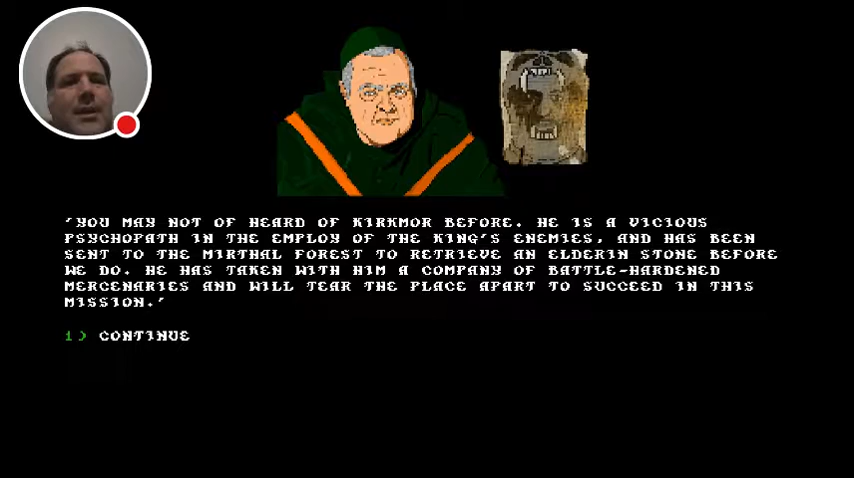 'YOU MAY NOT OF HEARD OF KIRKMOR BEFORE. HE IS A VICIOUS
PSYCHOPATH IN THE EMPLOY OF THE KING'S ENEMIES, AND HAS BEEN
SENT TO THE MIRTHAL FOREST TO RETRIEVE AN ELDERIN STONE BEFORE
WE DO. HE HAS TAKEN WITH HIM A COMPANY OF BATTLE-HARDENED
MERCENARIES AND WILL TEAR THE PLACE APART TO SUCCEED IN THIS
MISSION.'
1) CONTINUE